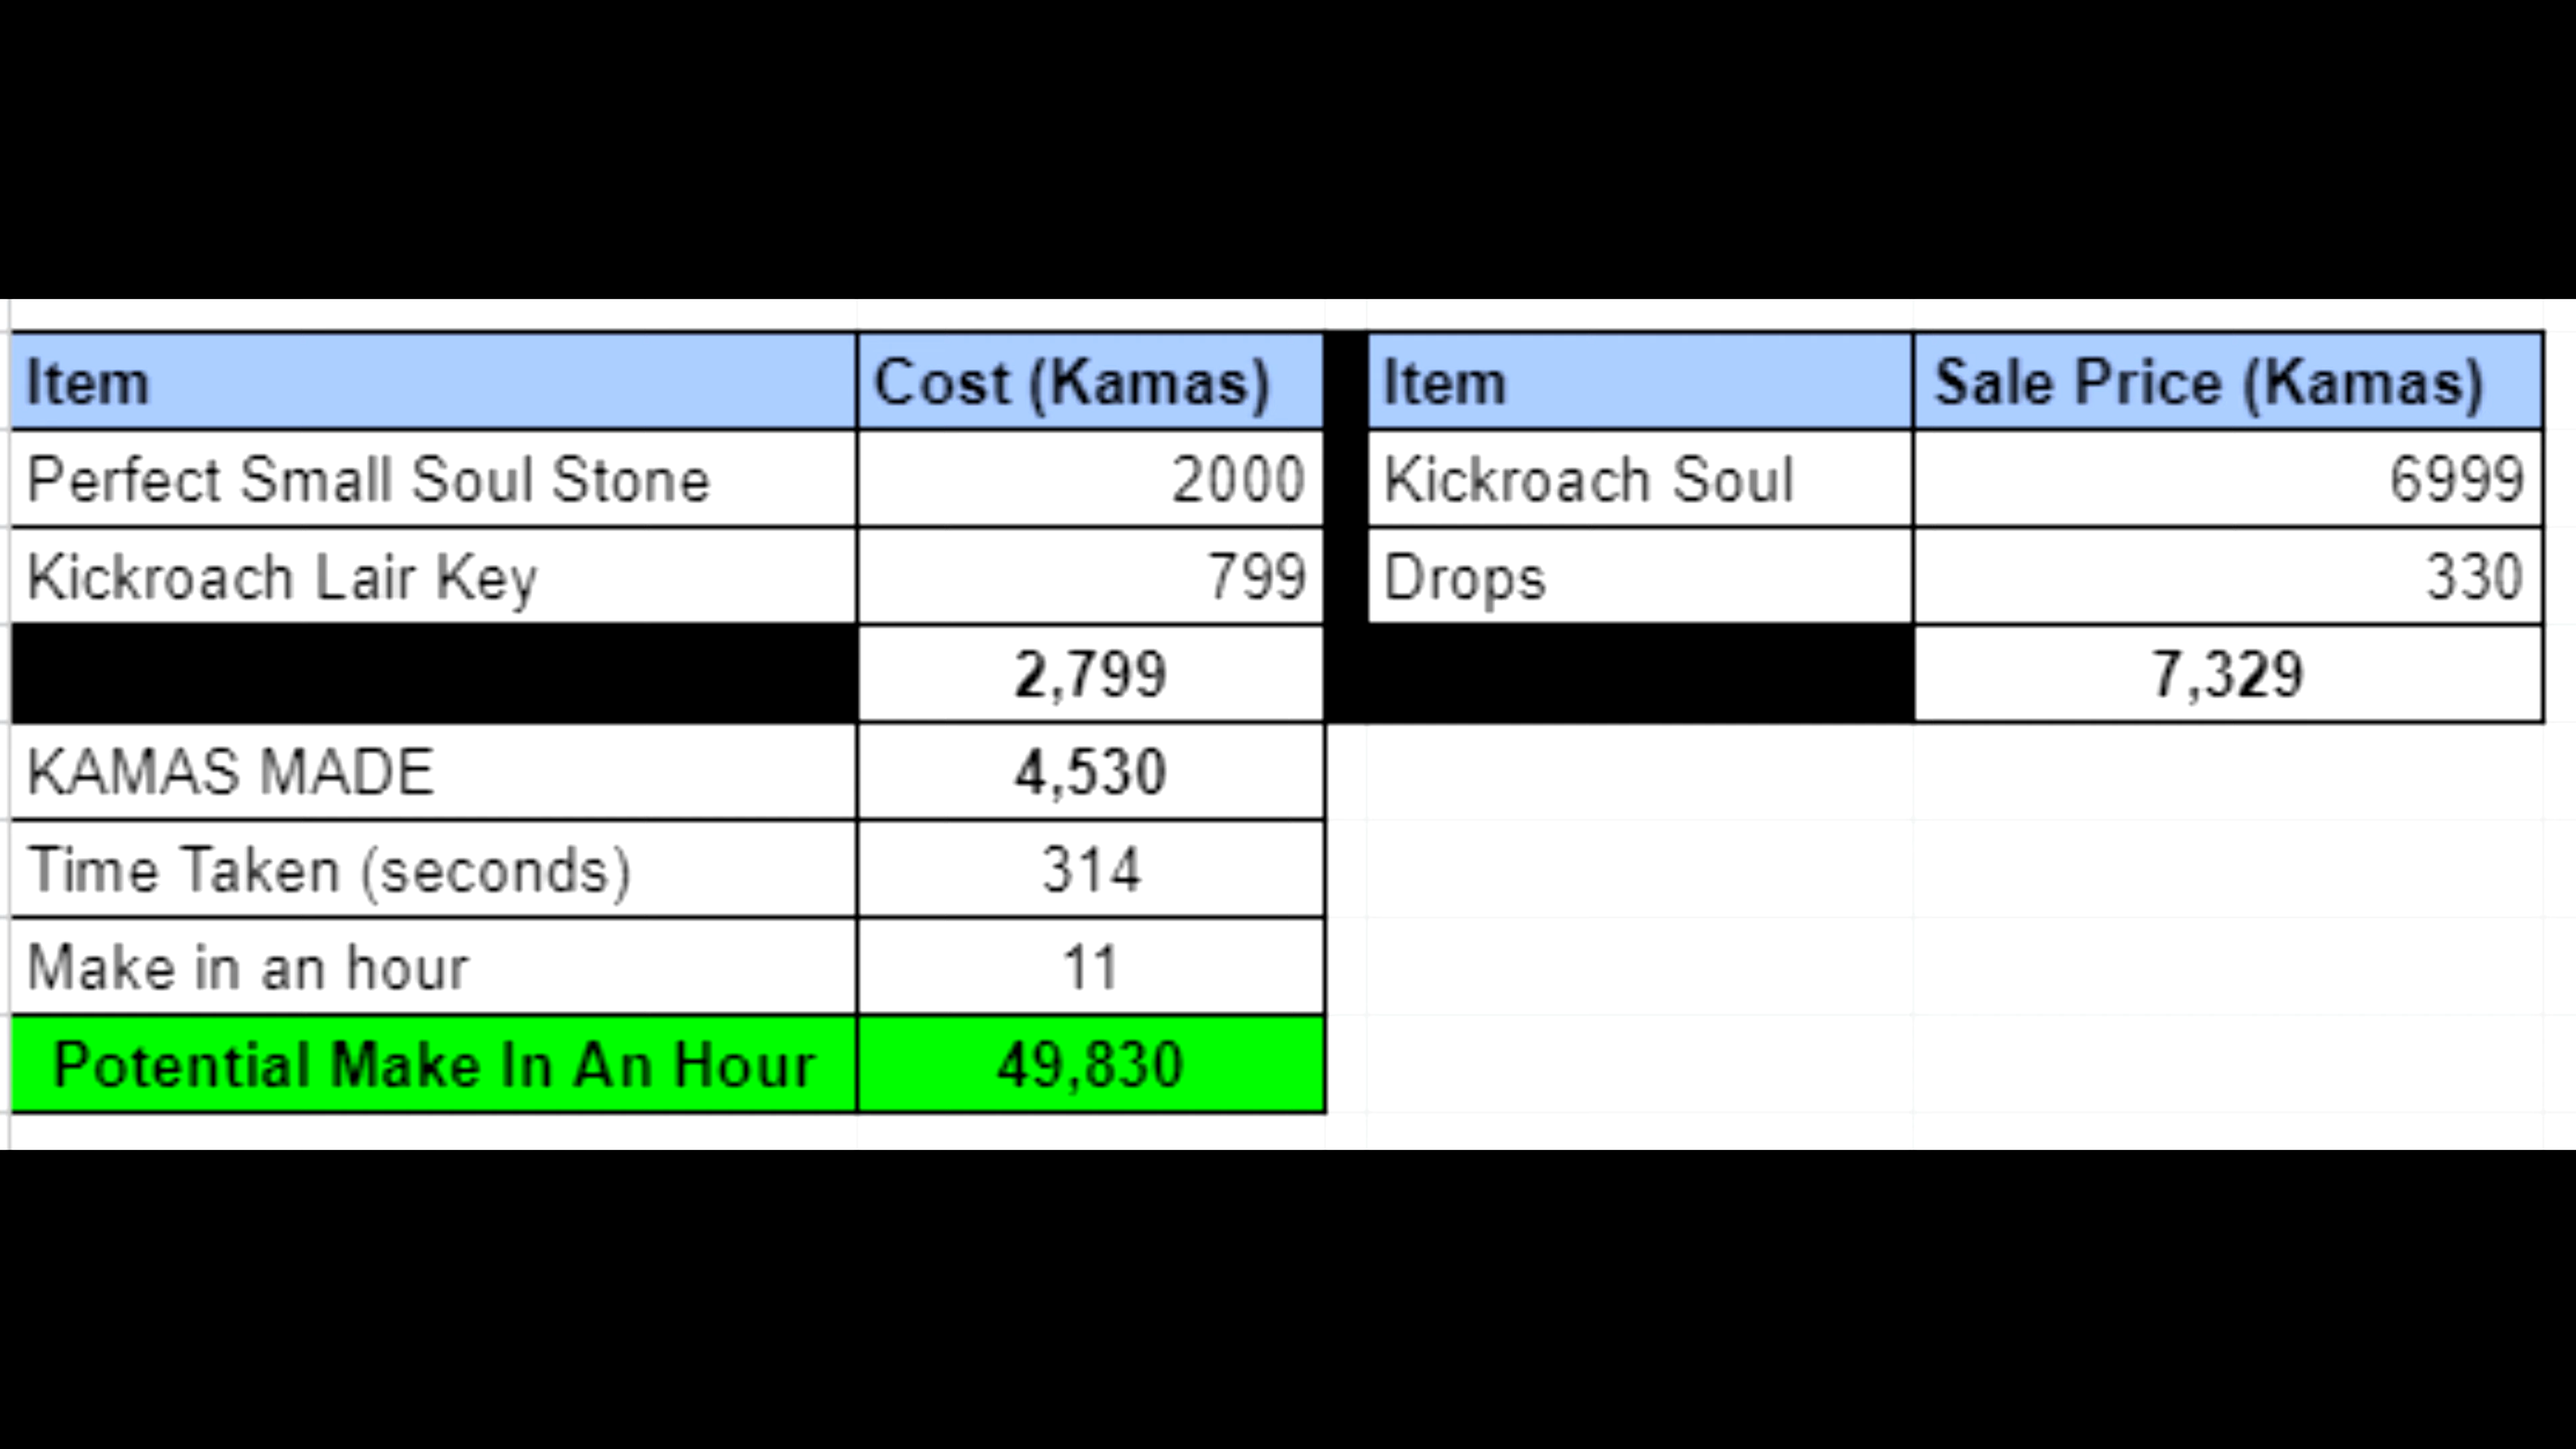 Item Cost (Kamas) Item Sale Price (Kamas)
Perfect Small Soul Stone 2000 Kickroach Soul 6999
Kickroach Lair Key 799 Drops 330
2,799 7,329
KAMAS MADE 4,530
Time Taken (seconds) 314
Make in an hour 11
Potential Make In An Hour 49,830